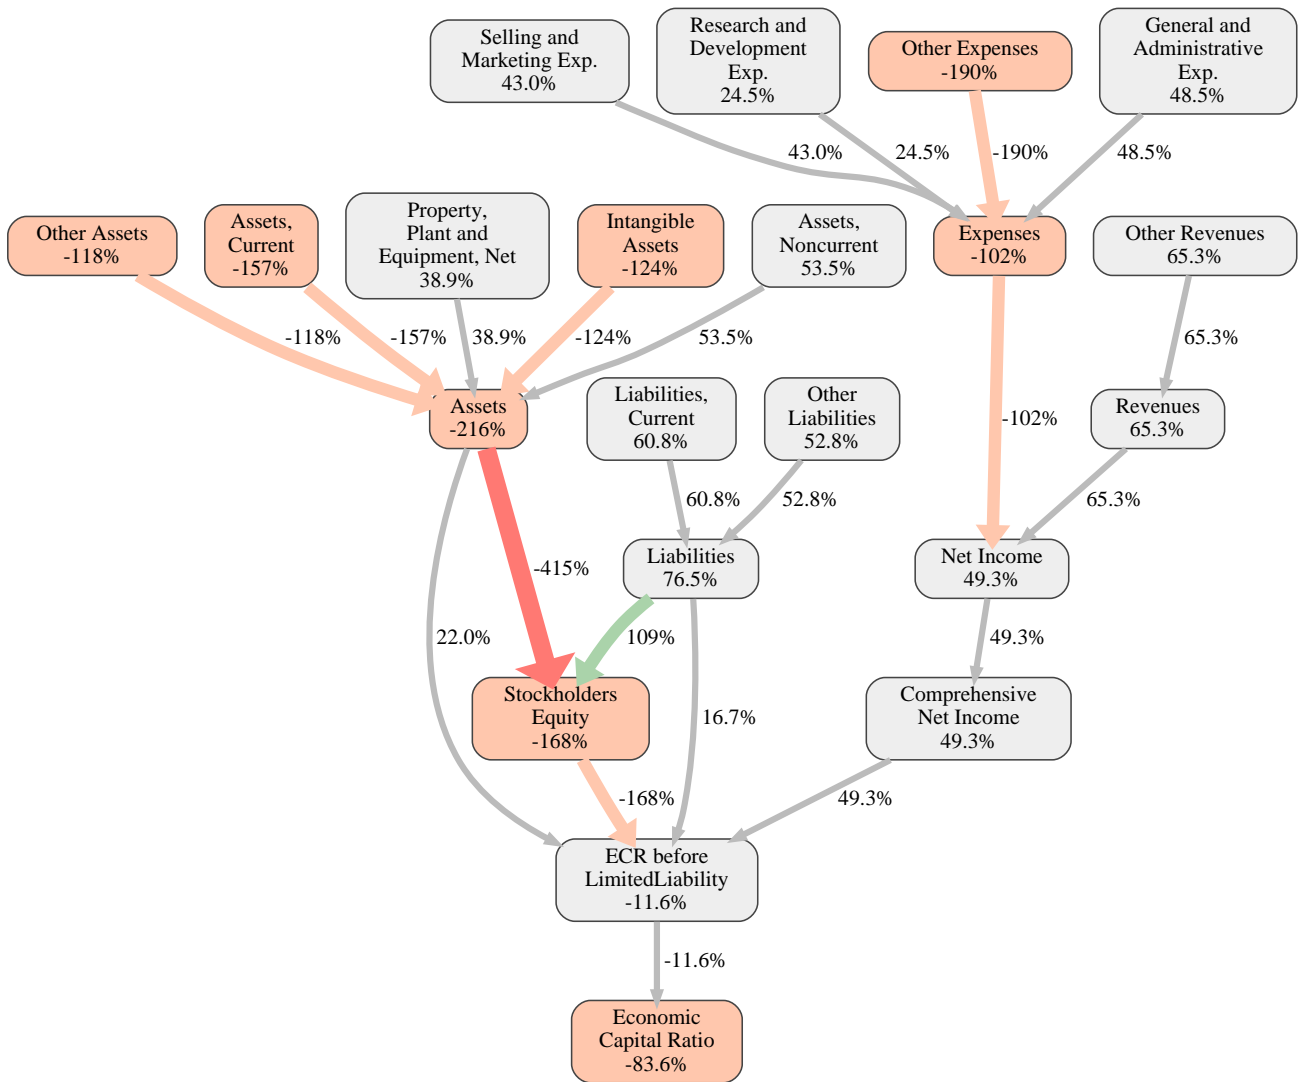 Selling and
Marketing Exp.
43.0%
Research and
Development
Exp.
24.5%
Other Expenses
-190%
General and
Administrative
Exp.
48.5%
43.0%
24.5%
-190%
48.5%
Other Assets
-118%
Assets,
Current
-157%
Property,
Plant and
Equipment, Net
38.9%
Intangible
Assets
-124%
Assets,
Noncurrent
53.5%
Expenses
-102%
Other Revenues
65.3%
-118%
-157%
38.9%
-124%
53.5%
65.3%
Assets
-216%
Liabilities,
Current
60.8%
Other
Liabilities
52.8%
-102%
Revenues
65.3%
60.8%
52.8%
65.3%
-415%
Liabilities
76.5%
Net Income
49.3%
22.0%
109%
49.3%
Stockholders
Equity
-168%
16.7%
Comprehensive
Net Income
49.3%
-168%
49.3%
ECR before
LimitedLiability
-11.6%
-11.6%
Economic
Capital Ratio
-83.6%